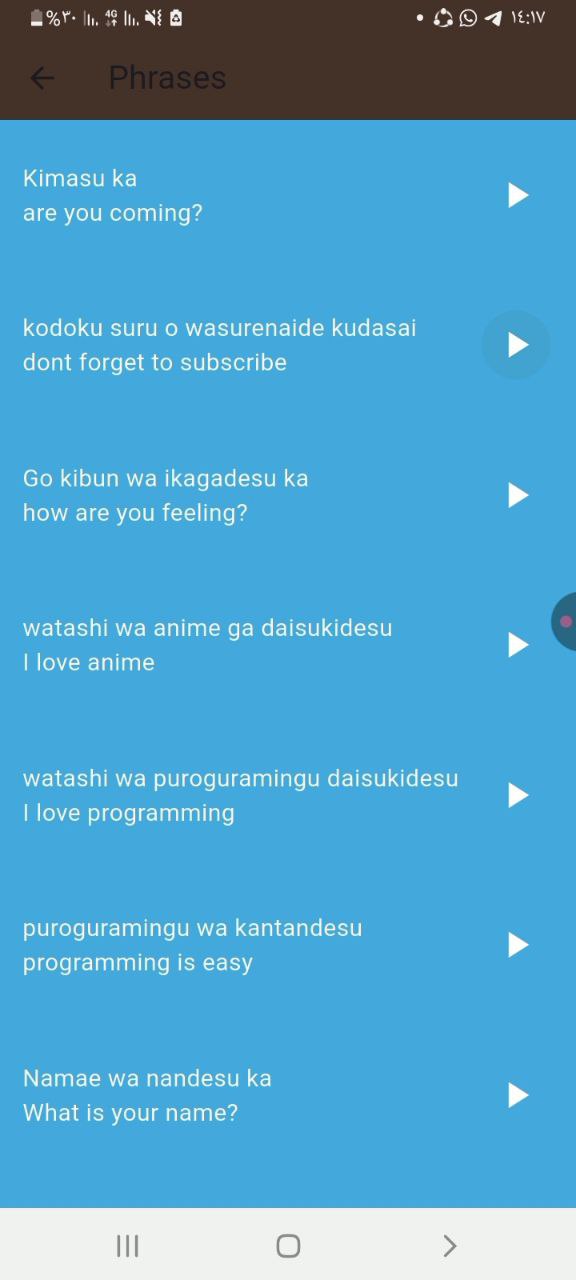 %٣٠ 4G ١٤:١٧
Phrases
Kimasu ka
are you coming?
kodoku suru o wasurenaide kudasai
dont forget to subscribe
Go kibun wa ikagadesu ka
how are you feeling?
watashi wa anime ga daisukidesu
I love anime
watashi wa puroguramingu daisukidesu
I love programming
puroguramingu wa kantandesu
programming is easy
Namae wa nandesu ka
What is your name?